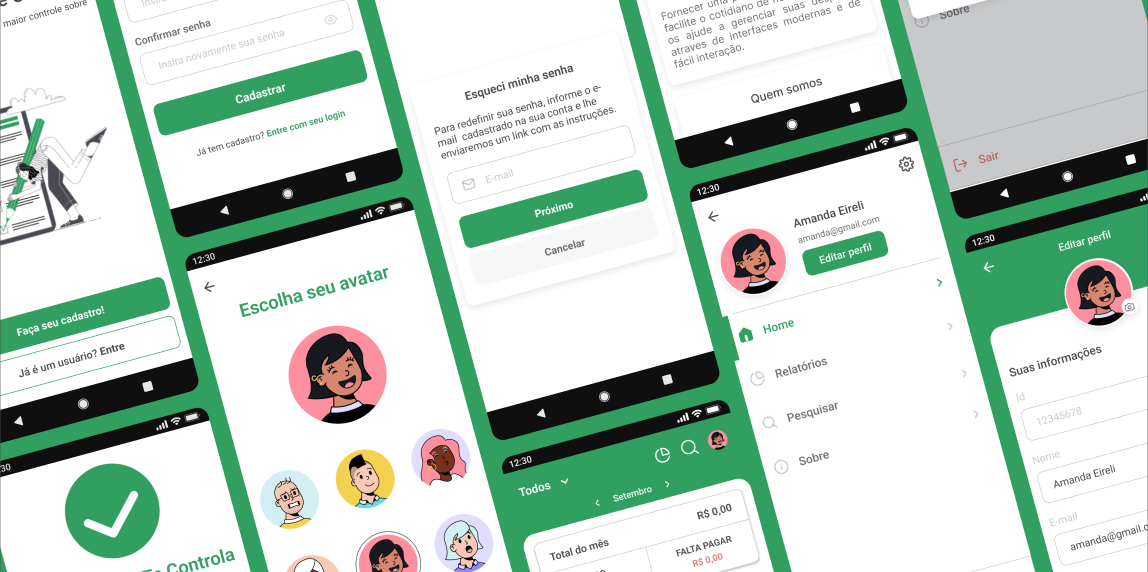 maior controle sobre
Faça seu cadastro!
Já é um usuário? Entre
Controla
Confirmar senha
Insira novamente sua senha
Cadastrar
Já tem cadastro? Entre com seu login
12:30
Escolha seu avatar
Esqueci minha senha
Para redefinir sua senha, informe o e-
mail cadastrado na sua conta e lhe
enviaremos um link com as instruções.
E-mail
Próximo
Cancelar
12:30
Todos
Setembro
Total do mês
R$ 0,00
FALTA PAGAR
R$ 0,00
Fornecer uma
facilite o cotidiano de
os ajude a gerenciar suas
atraves de interfaces modernas e de
fácil interação.
Quem somos
12:30
Amanda Eireli
amanda@gmail.com
Editar perfil
Home
Relatórios
Pesquisar
Sobre
Sobre
Sair
12:30
Editar perfil
Suas informações
Id
12345678
Nome
Amanda Eireli
E-mail
amanda@gmail.c